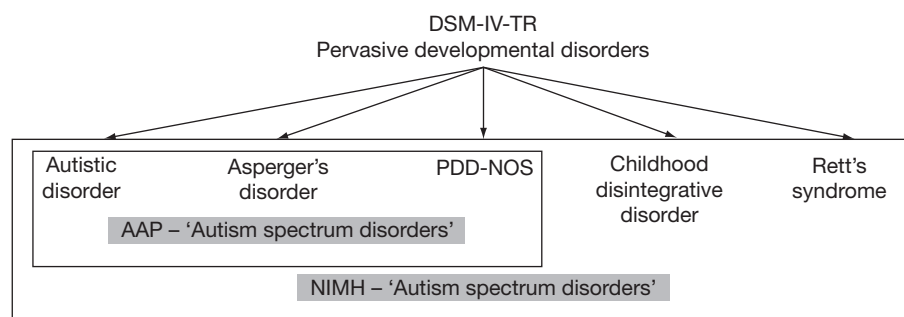 DSM-IV-TR
Pervasive developmental disorders
Autistic
disorder
Asperger's
disorder
PDD-NOS
Childhood
disintegrative
disorder
Rett's
syndrome
AAP – ‘Autism spectrum disorders’
NIMH – ‘Autism spectrum disorders’